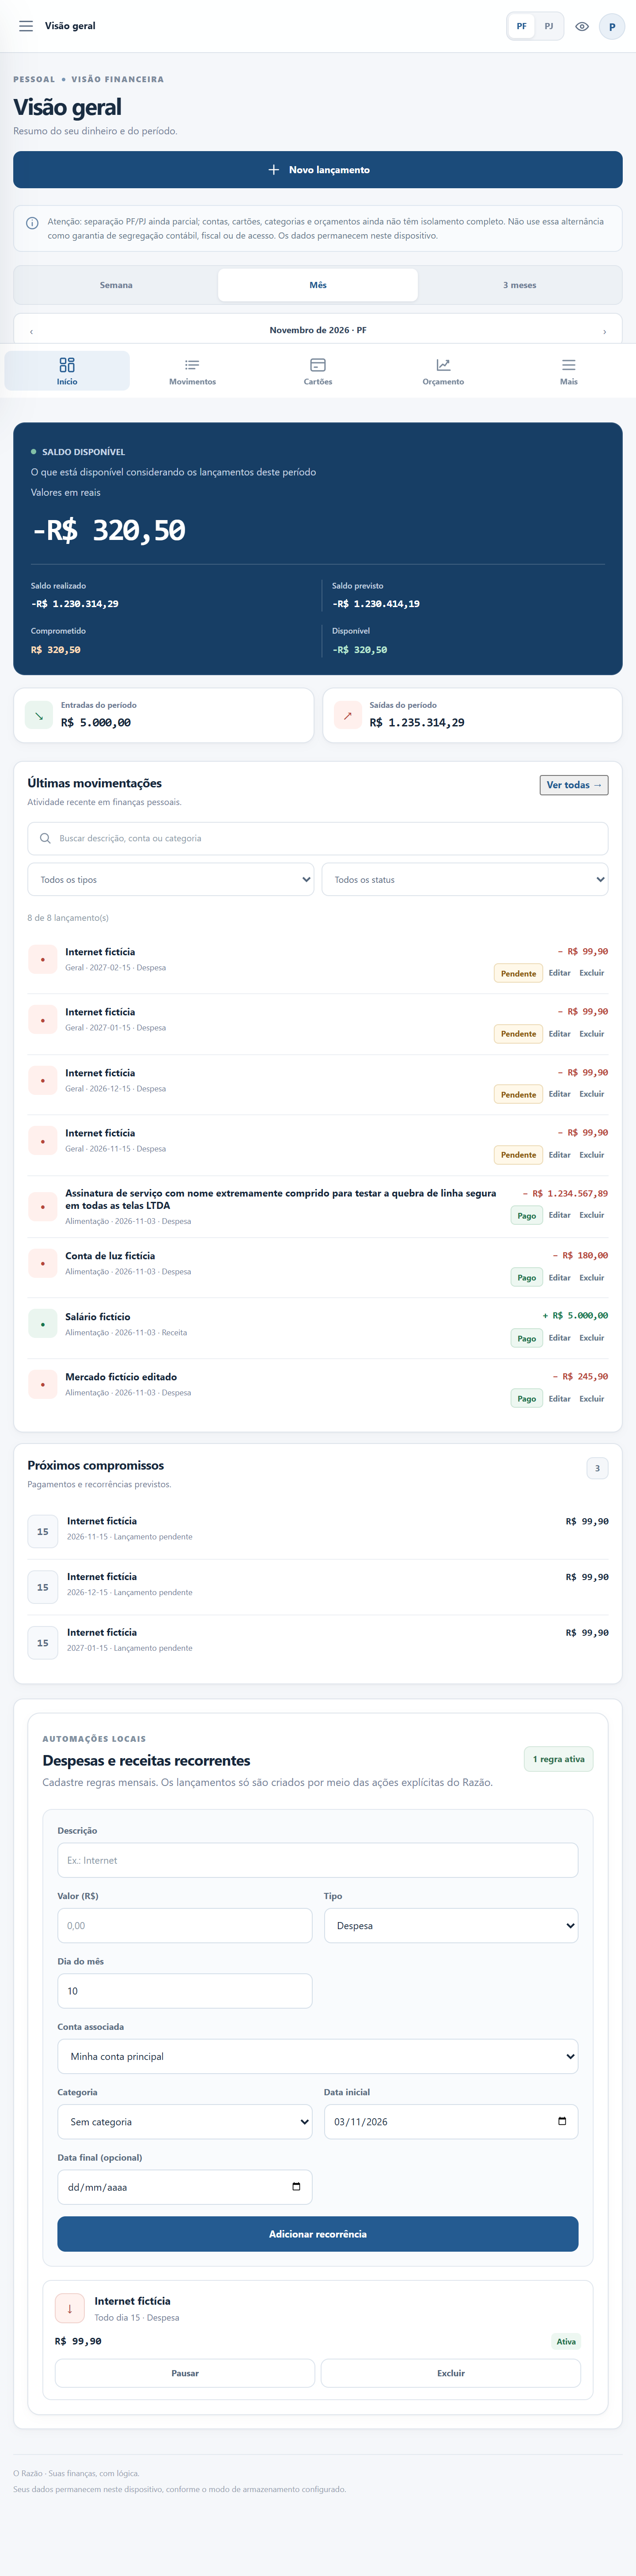 Visão geral
PF
PJ
P
PESSOAL • VISÃO FINANCEIRA
Visão geral
Resumo do seu dinheiro e do período.
+ Novo lançamento
Atenção: separação PF/PJ ainda parcial; contas, cartões, categorias e orçamentos ainda não têm isolamento completo. Não use essa alternância
como garantia de segregação contábil, fiscal ou de acesso. Os dados permanecem neste dispositivo.
Semana
Mês
3 meses
‹
Novembro de 2026 · PF
›
Início
Movimentos
Cartões
Orçamento
Mais
SALDO DISPONÍVEL
O que está disponível considerando os lançamentos deste período
Valores em reais
-R$ 320,50
Saldo realizado
-R$ 1.230.314,29
Saldo previsto
-R$ 1.230.414,19
Comprometido
R$ 320,50
Disponível
-R$ 320,50
↘
Entradas do período
R$ 5.000,00
↗
Saídas do período
R$ 1.235.314,29
Últimas movimentações
Ver todas →
Atividade recente em finanças pessoais.
Buscar descrição, conta ou categoria
Todos os tipos
Todos os status
8 de 8 lançamento(s)
Internet fictícia
− R$ 99,90
Geral · 2027-02-15 · Despesa
Pendente Editar Excluir
Internet fictícia
− R$ 99,90
Geral · 2027-01-15 · Despesa
Pendente Editar Excluir
Internet fictícia
− R$ 99,90
Geral · 2026-12-15 · Despesa
Pendente Editar Excluir
Internet fictícia
− R$ 99,90
Geral · 2026-11-15 · Despesa
Pendente Editar Excluir
Assinatura de serviço com nome extremamente comprido para testar a quebra de linha segura
em todas as telas LTDA
− R$ 1.234.567,89
Alimentação · 2026-11-03 · Despesa
Pago Editar Excluir
Conta de luz fictícia
− R$ 180,00
Alimentação · 2026-11-03 · Despesa
Pago Editar Excluir
Salário fictício
+ R$ 5.000,00
Alimentação · 2026-11-03 · Receita
Pago Editar Excluir
Mercado fictício editado
− R$ 245,90
Alimentação · 2026-11-03 · Despesa
Pago Editar Excluir
Próximos compromissos
3
Pagamentos e recorrências previstos.
15
Internet fictícia
R$ 99,90
2026-11-15 · Lançamento pendente
15
Internet fictícia
R$ 99,90
2026-12-15 · Lançamento pendente
15
Internet fictícia
R$ 99,90
2027-01-15 · Lançamento pendente
AUTOMAÇÕES LOCAIS
Despesas e receitas recorrentes
1 regra ativa
Cadastre regras mensais. Os lançamentos só são criados por meio das ações explícitas do Razão.
Descrição
Ex.: Internet
Valor (R$)
0,00
Tipo
Despesa
Dia do mês
10
Conta associada
Minha conta principal
Categoria
Sem categoria
Data inicial
03/11/2026
Data final (opcional)
dd/mm/aaaa
Adicionar recorrência
↓
Internet fictícia
Todo dia 15 · Despesa
R$ 99,90
Ativa
Pausar
Excluir
O Razão · Suas finanças, com lógica.
Seus dados permanecem neste dispositivo, conforme o modo de armazenamento configurado.